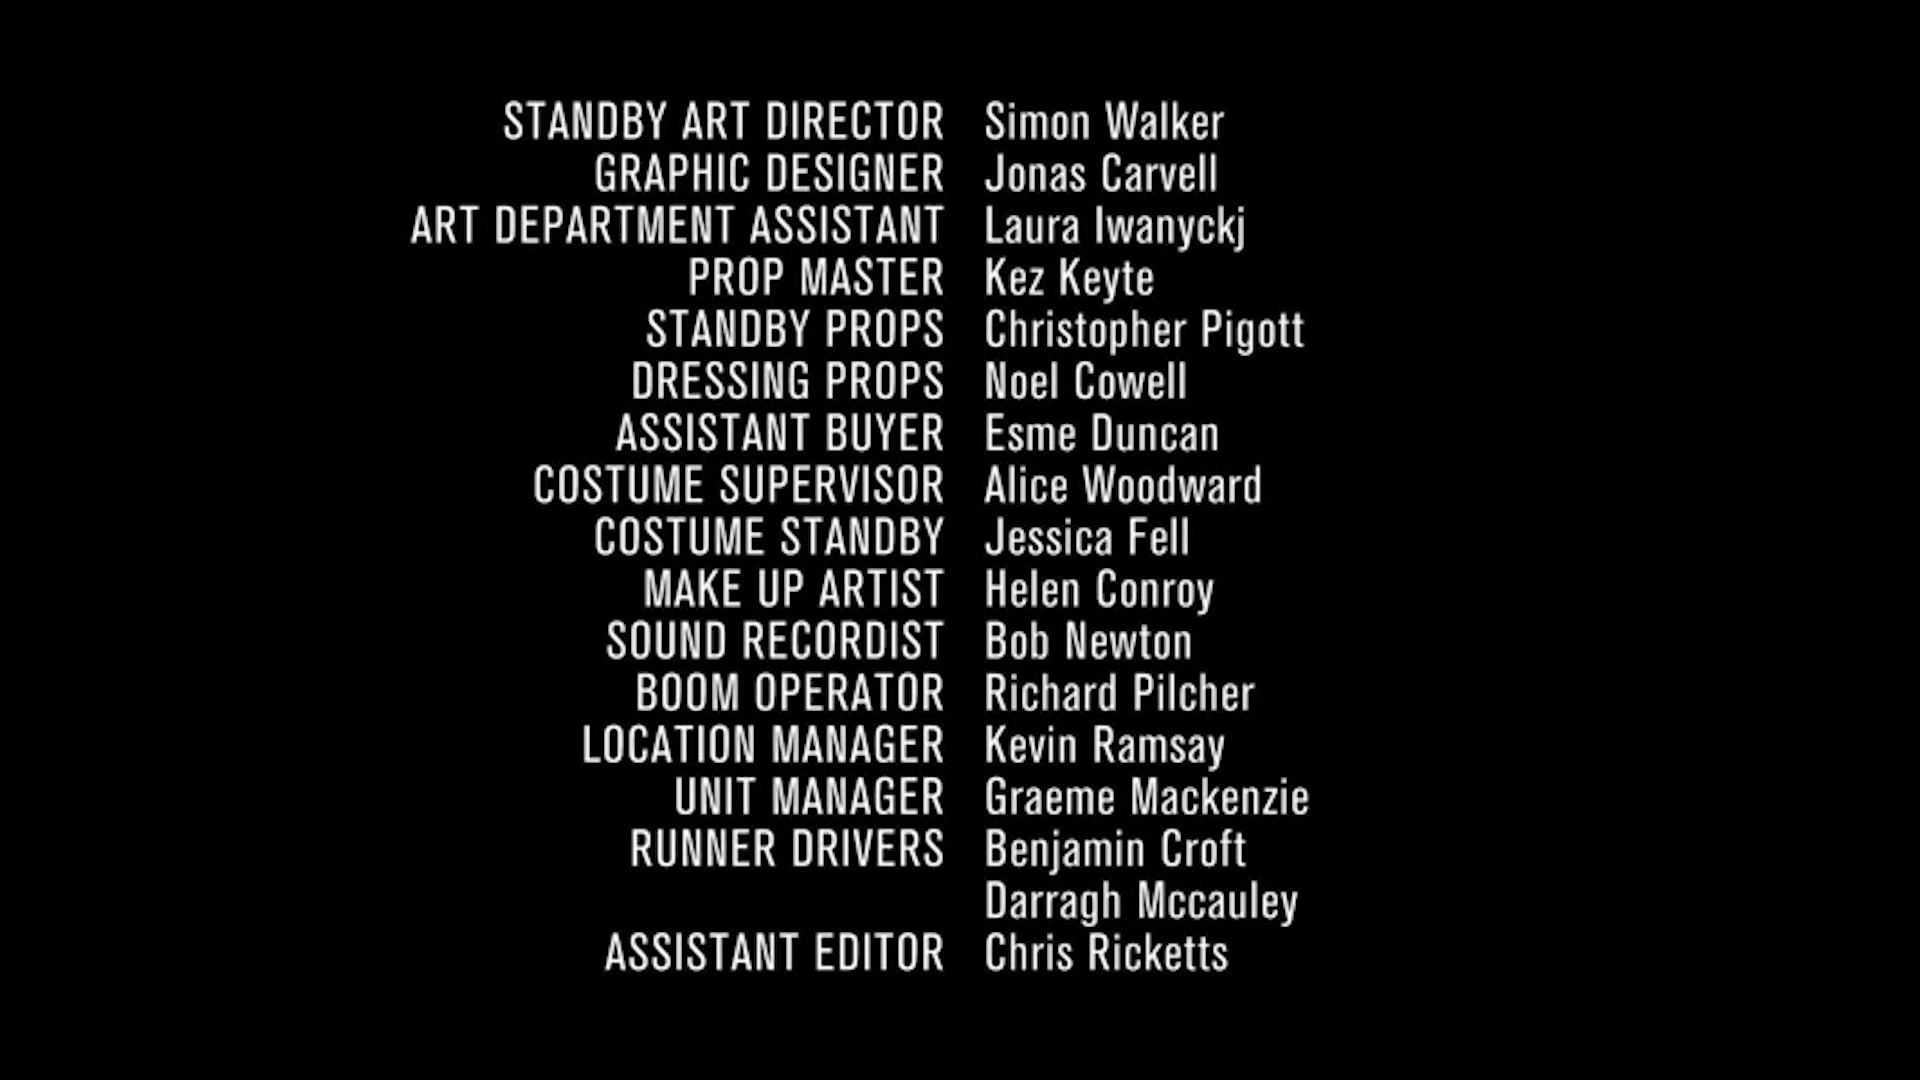 STANDBY ART DIRECTOR Simon Walker
GRAPHIC DESIGNER Jonas Carvell
ART DEPARTMENT ASSISTANT Laura Iwanyckj
PROP MASTER Kez Keyte
STANDBY PROPS Christopher Pigott
DRESSING PROPS Noel Cowell
ASSISTANT BUYER Esme Duncan
COSTUME SUPERVISOR Alice Woodward
COSTUME STANDBY Jessica Fell
MAKE UP ARTIST Helen Conroy
SOUND RECORDIST Bob Newton
BOOM OPERATOR Richard Pilcher
LOCATION MANAGER Kevin Ramsay
UNIT MANAGER Graeme Mackenzie
RUNNER DRIVERS Benjamin Croft
Darragh Mccauley
ASSISTANT EDITOR Chris Ricketts